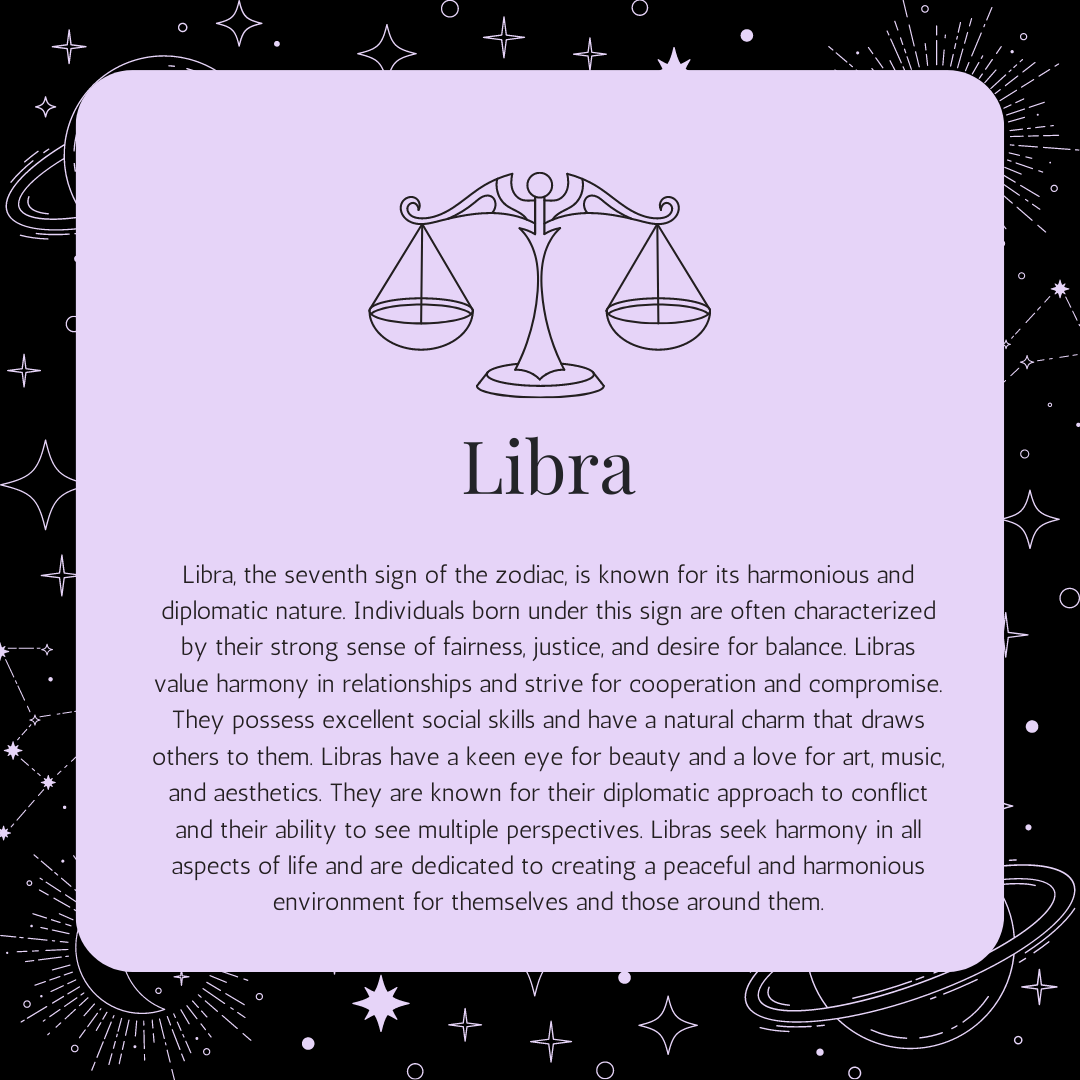 Libra
Libra, the seventh sign of the zodiac, is known for its harmonious and
diplomatic nature. Individuals born under this sign are often characterized
by their strong sense of fairness, justice, and desire for balance. Libras
value harmony in relationships and strive for cooperation and compromise.
They possess excellent social skills and have a natural charm that draws
others to them. Libras have a keen eye for beauty and a love for art, music,
and aesthetics. They are known for their diplomatic approach to conflict
and their ability to see multiple perspectives. Libras seek harmony in all
aspects of life and are dedicated to creating a peaceful and harmonious
environment for themselves and those around them.